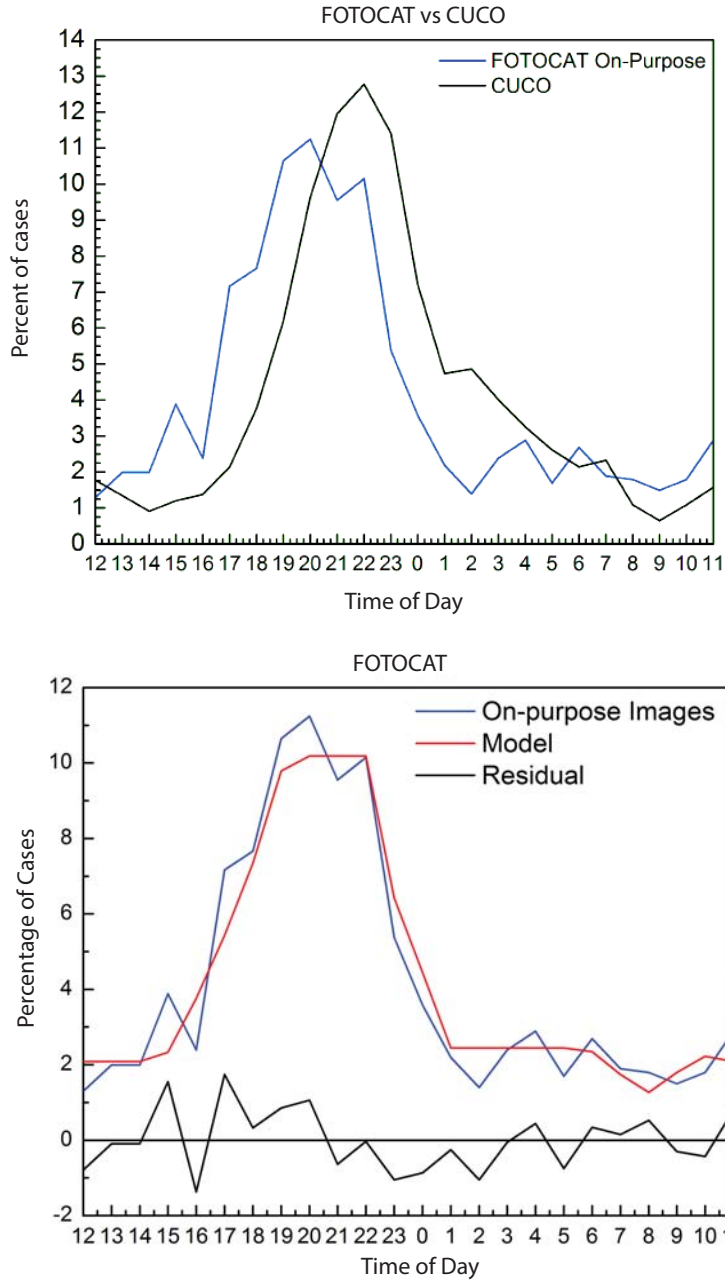 FOTOCAT vs CUCO
14
13
12
11
10
9
8
7
6
5
4
3
2
1
0
Percent of cases
FOTOCAT On-Purpose
CUCO
12 13 14 15 16 17 18 19 20 21 22 23 0 1 2 3 4 5 6 7 8 9 10 11
Time of Day
FOTOCAT
12
10
8
6
4
2
0
-2
Percentage of Cases
On-purpose Images
Model
Residual
12 13 14 15 16 17 18 19 20 21 22 23 0 1 2 3 4 5 6 7 8 9 10
Time of Day